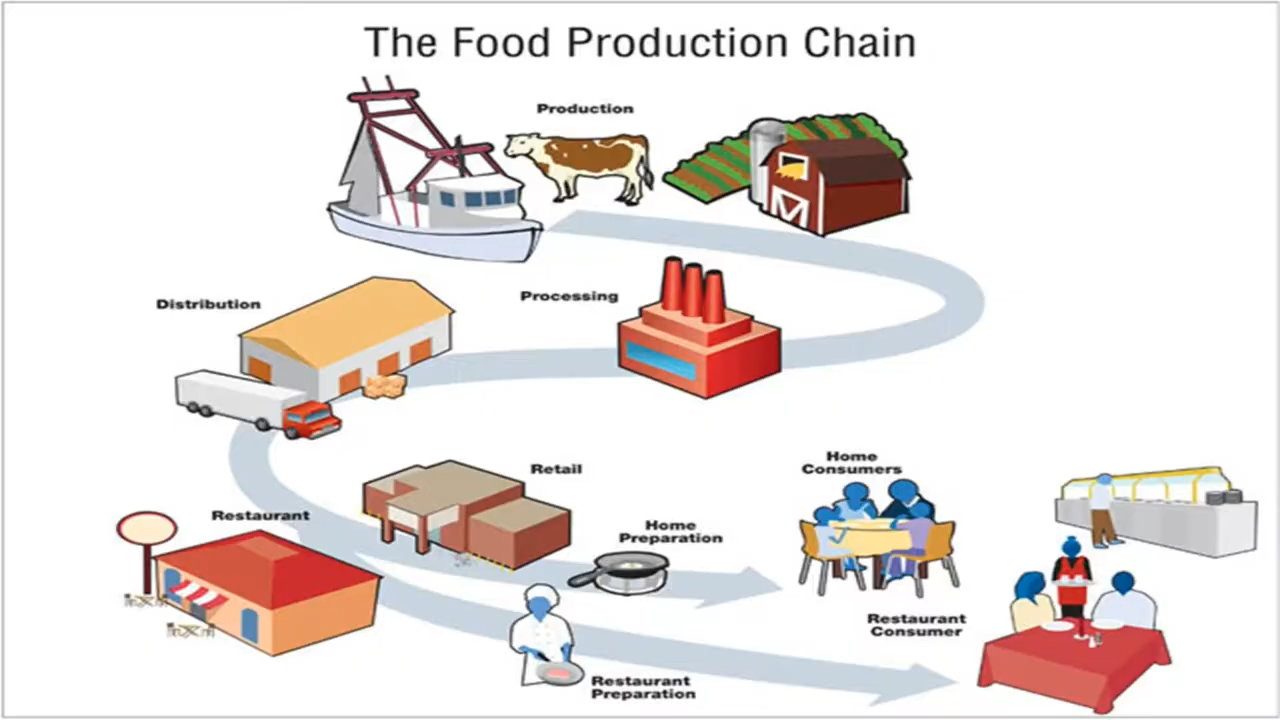 The Food Production Chain
Production
Distribution
Processing
Retail
Home
Consumers
Restaurant
Home
Preparation
Restaurant
Consumer
Restaurant
Preparation